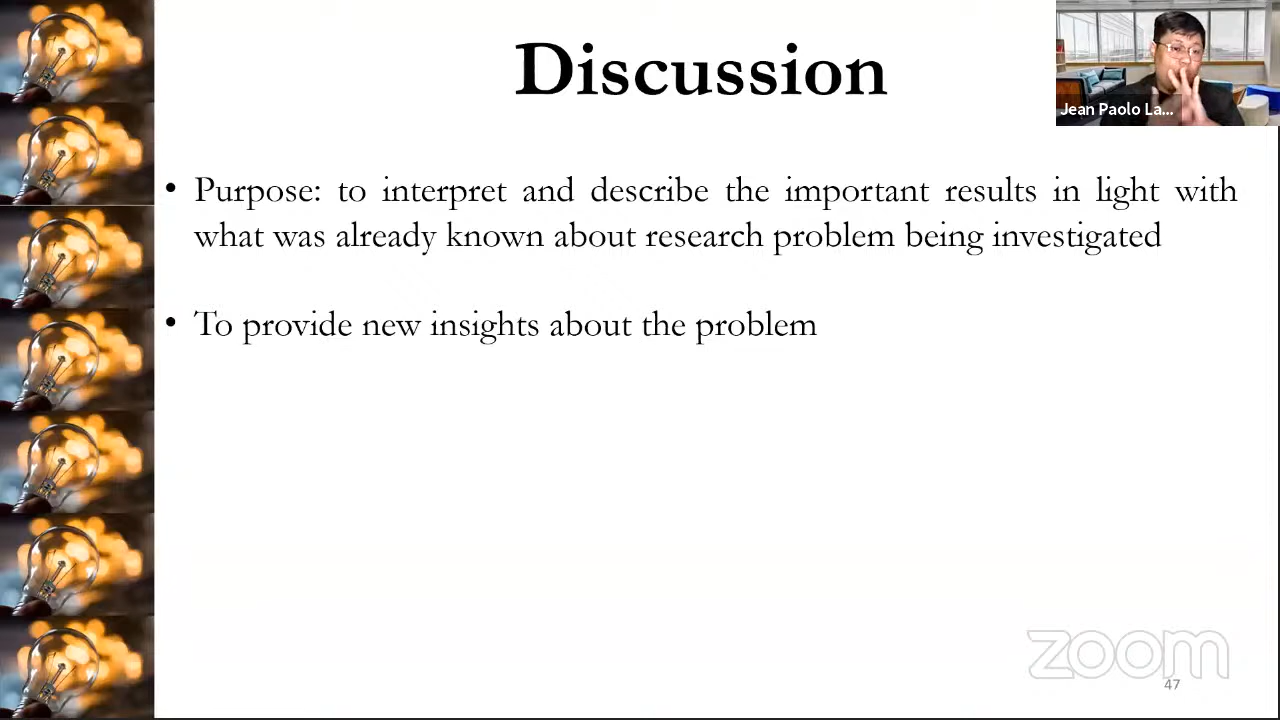 Discussion
Jean Paolo La...
• Purpose: to interpret and describe the important results in light with
what was already known about research problem being investigated
• To provide new insights about the problem
zoom
47